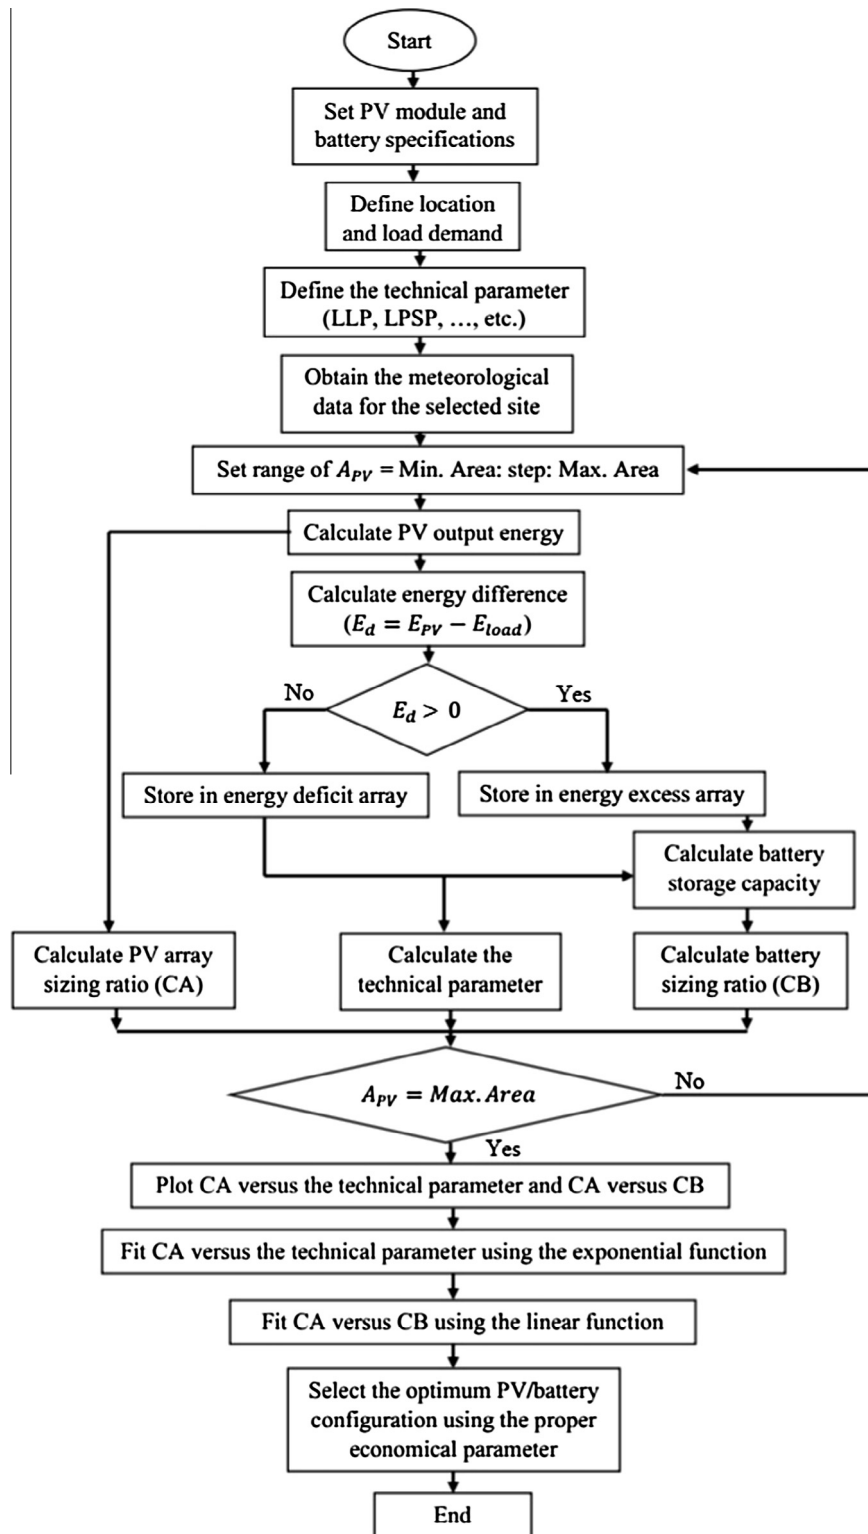 Start
Set PV module and
battery specifications
Define location
and load demand
Define the technical parameter
(LLP, LPSP, …, etc.)
Obtain the meteorological
data for the selected site
Set range of A_PV = Min. Area: step: Max. Area
Calculate PV output energy
Calculate energy difference
(E_d = E_PV − E_load)
No
E_d > 0
Yes
Store in energy deficit array
Store in energy excess array
Calculate battery
storage capacity
Calculate PV array
sizing ratio (CA)
Calculate the
technical parameter
Calculate battery
sizing ratio (CB)
A_PV = Max. Area
No
Yes
Plot CA versus the technical parameter and CA versus CB
Fit CA versus the technical parameter using the exponential function
Fit CA versus CB using the linear function
Select the optimum PV/battery
configuration using the proper
economical parameter
End